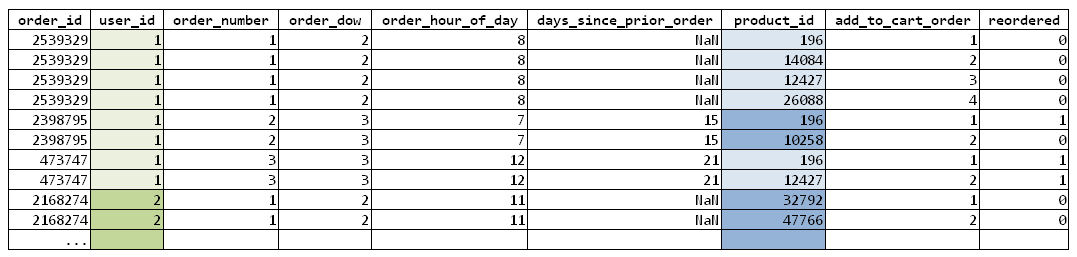 order_id user_id order_number order_dow order_hour_of_day days_since_prior_order product_id add_to_cart_order reordered
2539329 1 1 2 8 NaN 196 1 0
2539329 1 1 2 8 NaN 14084 2 0
2539329 1 1 2 8 NaN 12427 3 0
2539329 1 1 2 8 NaN 26088 4 0
2398795 1 2 3 7 15 196 1 1
2398795 1 2 3 7 15 10258 2 0
473747 1 3 3 12 21 196 1 1
473747 1 3 3 12 21 12427 2 1
2168274 2 1 2 11 NaN 32792 1 0
2168274 2 1 2 11 NaN 47766 2 0
...